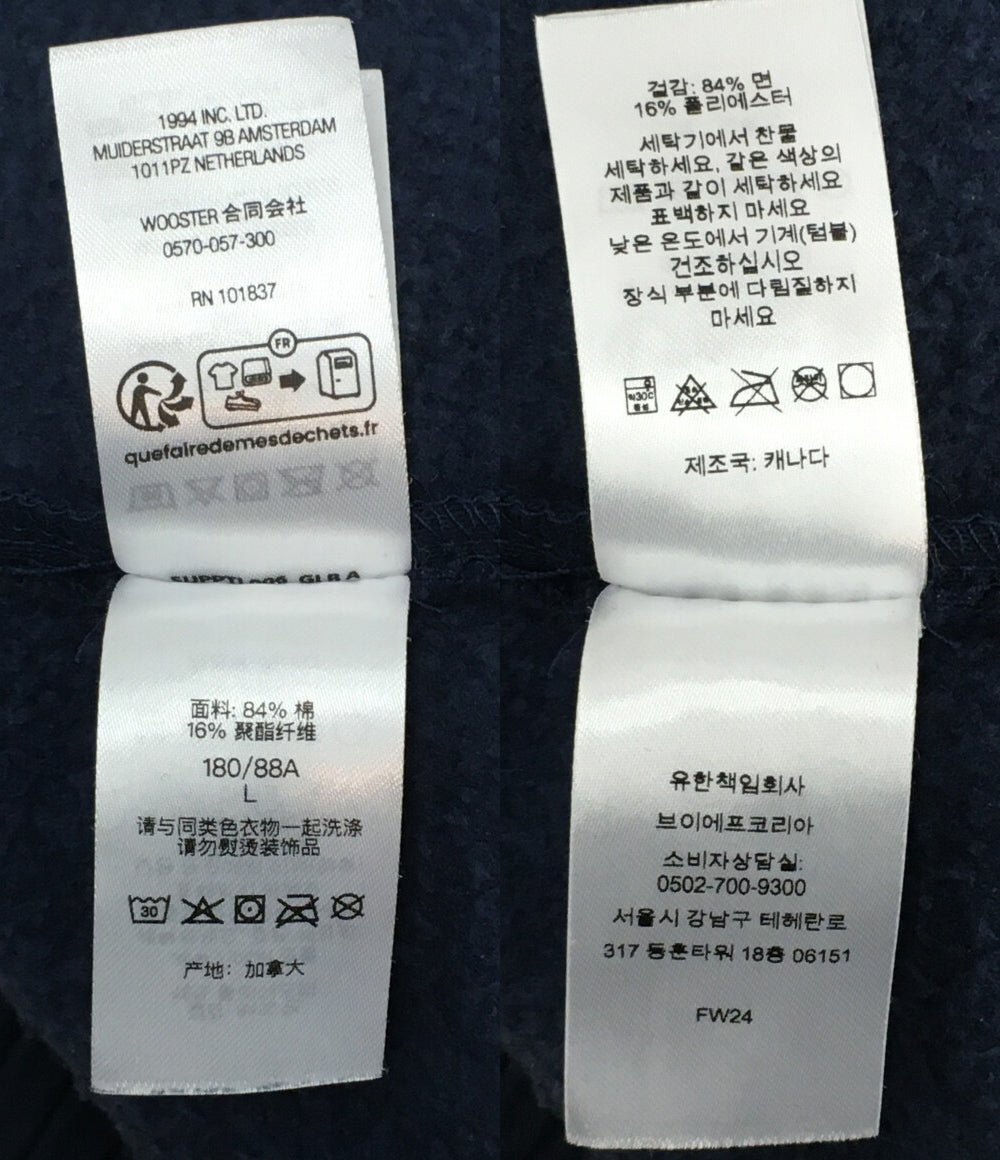 1994 INC. LTD.
MUIDERSTRAAT 9B AMSTERDAM
1011PZ NETHERLANDS
WOOSTER 合同会社
0570-057-300
RN 101837
FR
quefairedemesdechets.fr
面料: 84% 棉
16% 聚酯纤维
180/88A
L
请与同类色衣物一起洗涤
请勿熨烫装饰品
30
产地: 加拿大
겉감: 84% 면
16% 폴리에스터
세탁기에서 찬물
세탁하세요, 같은 색상의
제품과 같이 세탁하세요
표백하지 마세요
낮은 온도에서 기계(텀블)
건조하십시오
장식 부분에 다림질하지
마세요
제조국: 캐나다
유한책임회사
브이에프코리아
소비자상담실:
0502-700-9300
서울시 강남구 테헤란로
317 동훈타워 18층 06151
FW24